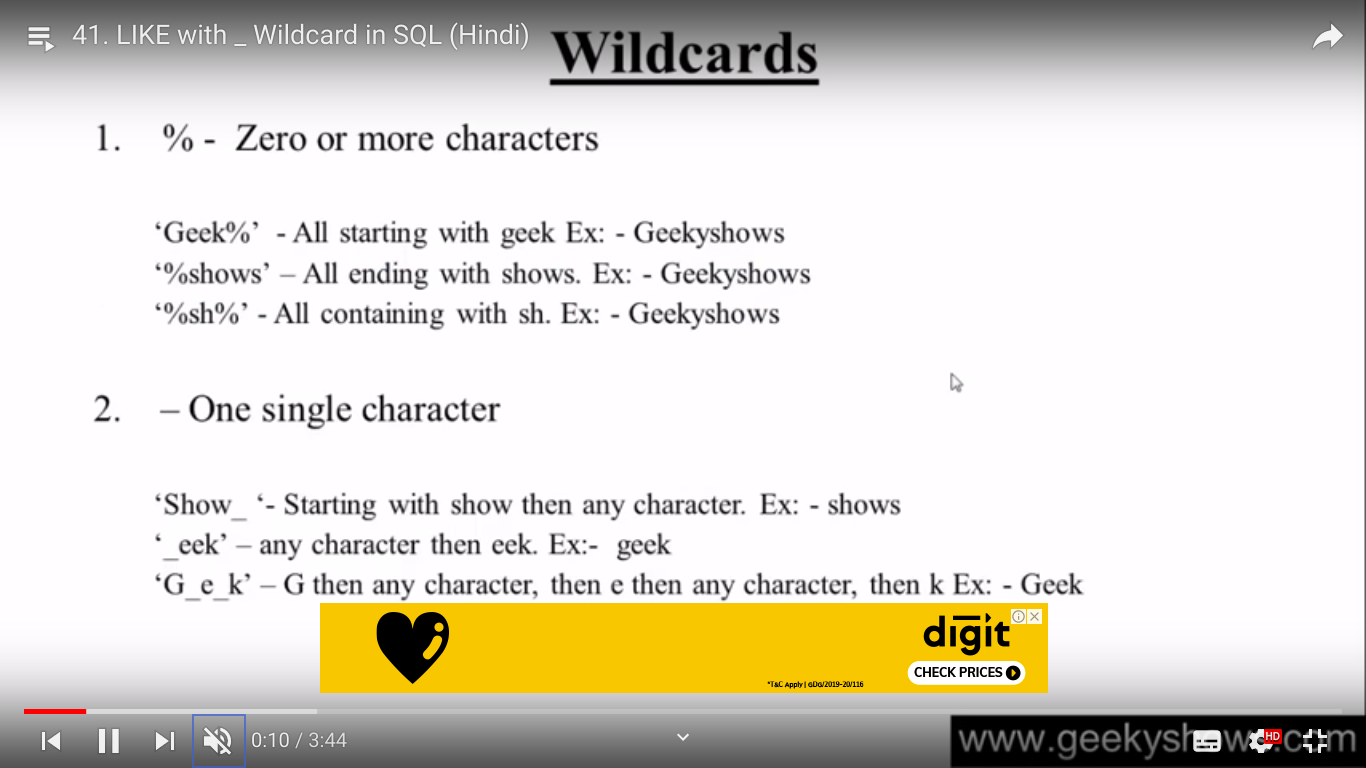 41. LIKE with _ Wildcard in SQL (Hindi)
Wildcards
1. % - Zero or more characters
‘Geek%’ - All starting with geek Ex: - Geekyshows
‘%shows’ – All ending with shows. Ex: - Geekyshows
‘%sh%’ - All containing with sh. Ex: - Geekyshows
2. – One single character
‘Show_ ‘- Starting with show then any character. Ex: - shows
‘_eek’ – any character then eek. Ex:- geek
‘G_e_k’ – G then any character, then e then any character, then k Ex: - Geek
digit
CHECK PRICES
*T&C Apply | GDG/2019-20/116
0:10 / 3:44
HD
www.geekyshows.com